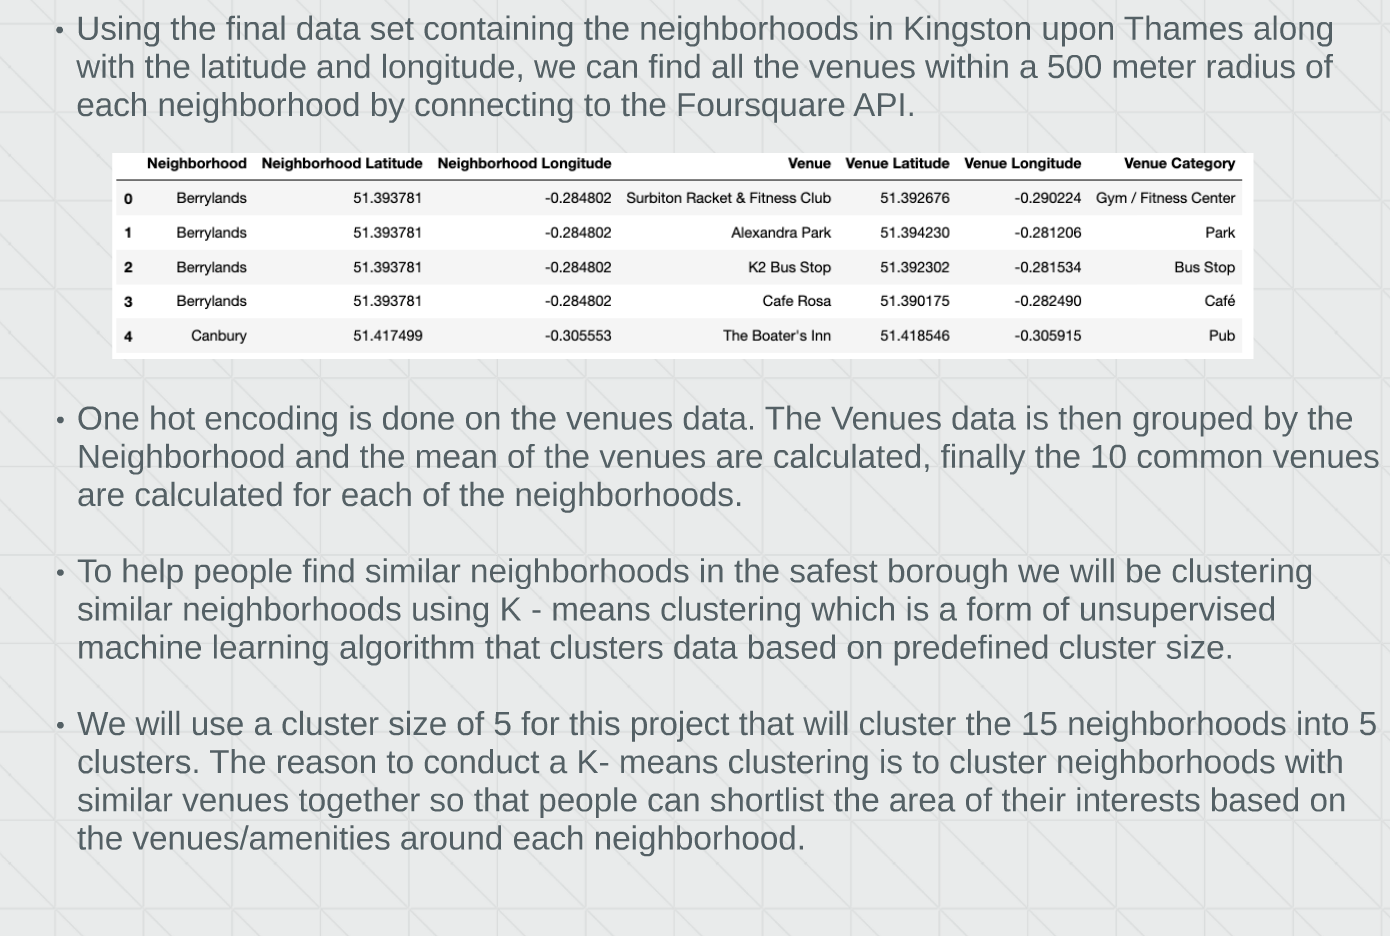 • Using the final data set containing the neighborhoods in Kingston upon Thames along
with the latitude and longitude, we can find all the venues within a 500 meter radius of
each neighborhood by connecting to the Foursquare API.
Neighborhood Neighborhood Latitude Neighborhood Longitude Venue Venue Latitude Venue Longitude Venue Category
0 Berrylands 51.393781 -0.284802 Surbiton Racket & Fitness Club 51.392676 -0.290224 Gym / Fitness Center
1 Berrylands 51.393781 -0.284802 Alexandra Park 51.394230 -0.281206 Park
2 Berrylands 51.393781 -0.284802 K2 Bus Stop 51.392302 -0.281534 Bus Stop
3 Berrylands 51.393781 -0.284802 Cafe Rosa 51.390175 -0.282490 Café
4 Canbury 51.417499 -0.305553 The Boater's Inn 51.418546 -0.305915 Pub
• One hot encoding is done on the venues data. The Venues data is then grouped by the
Neighborhood and the mean of the venues are calculated, finally the 10 common venues
are calculated for each of the neighborhoods.
• To help people find similar neighborhoods in the safest borough we will be clustering
similar neighborhoods using K - means clustering which is a form of unsupervised
machine learning algorithm that clusters data based on predefined cluster size.
• We will use a cluster size of 5 for this project that will cluster the 15 neighborhoods into 5
clusters. The reason to conduct a K- means clustering is to cluster neighborhoods with
similar venues together so that people can shortlist the area of their interests based on
the venues/amenities around each neighborhood.